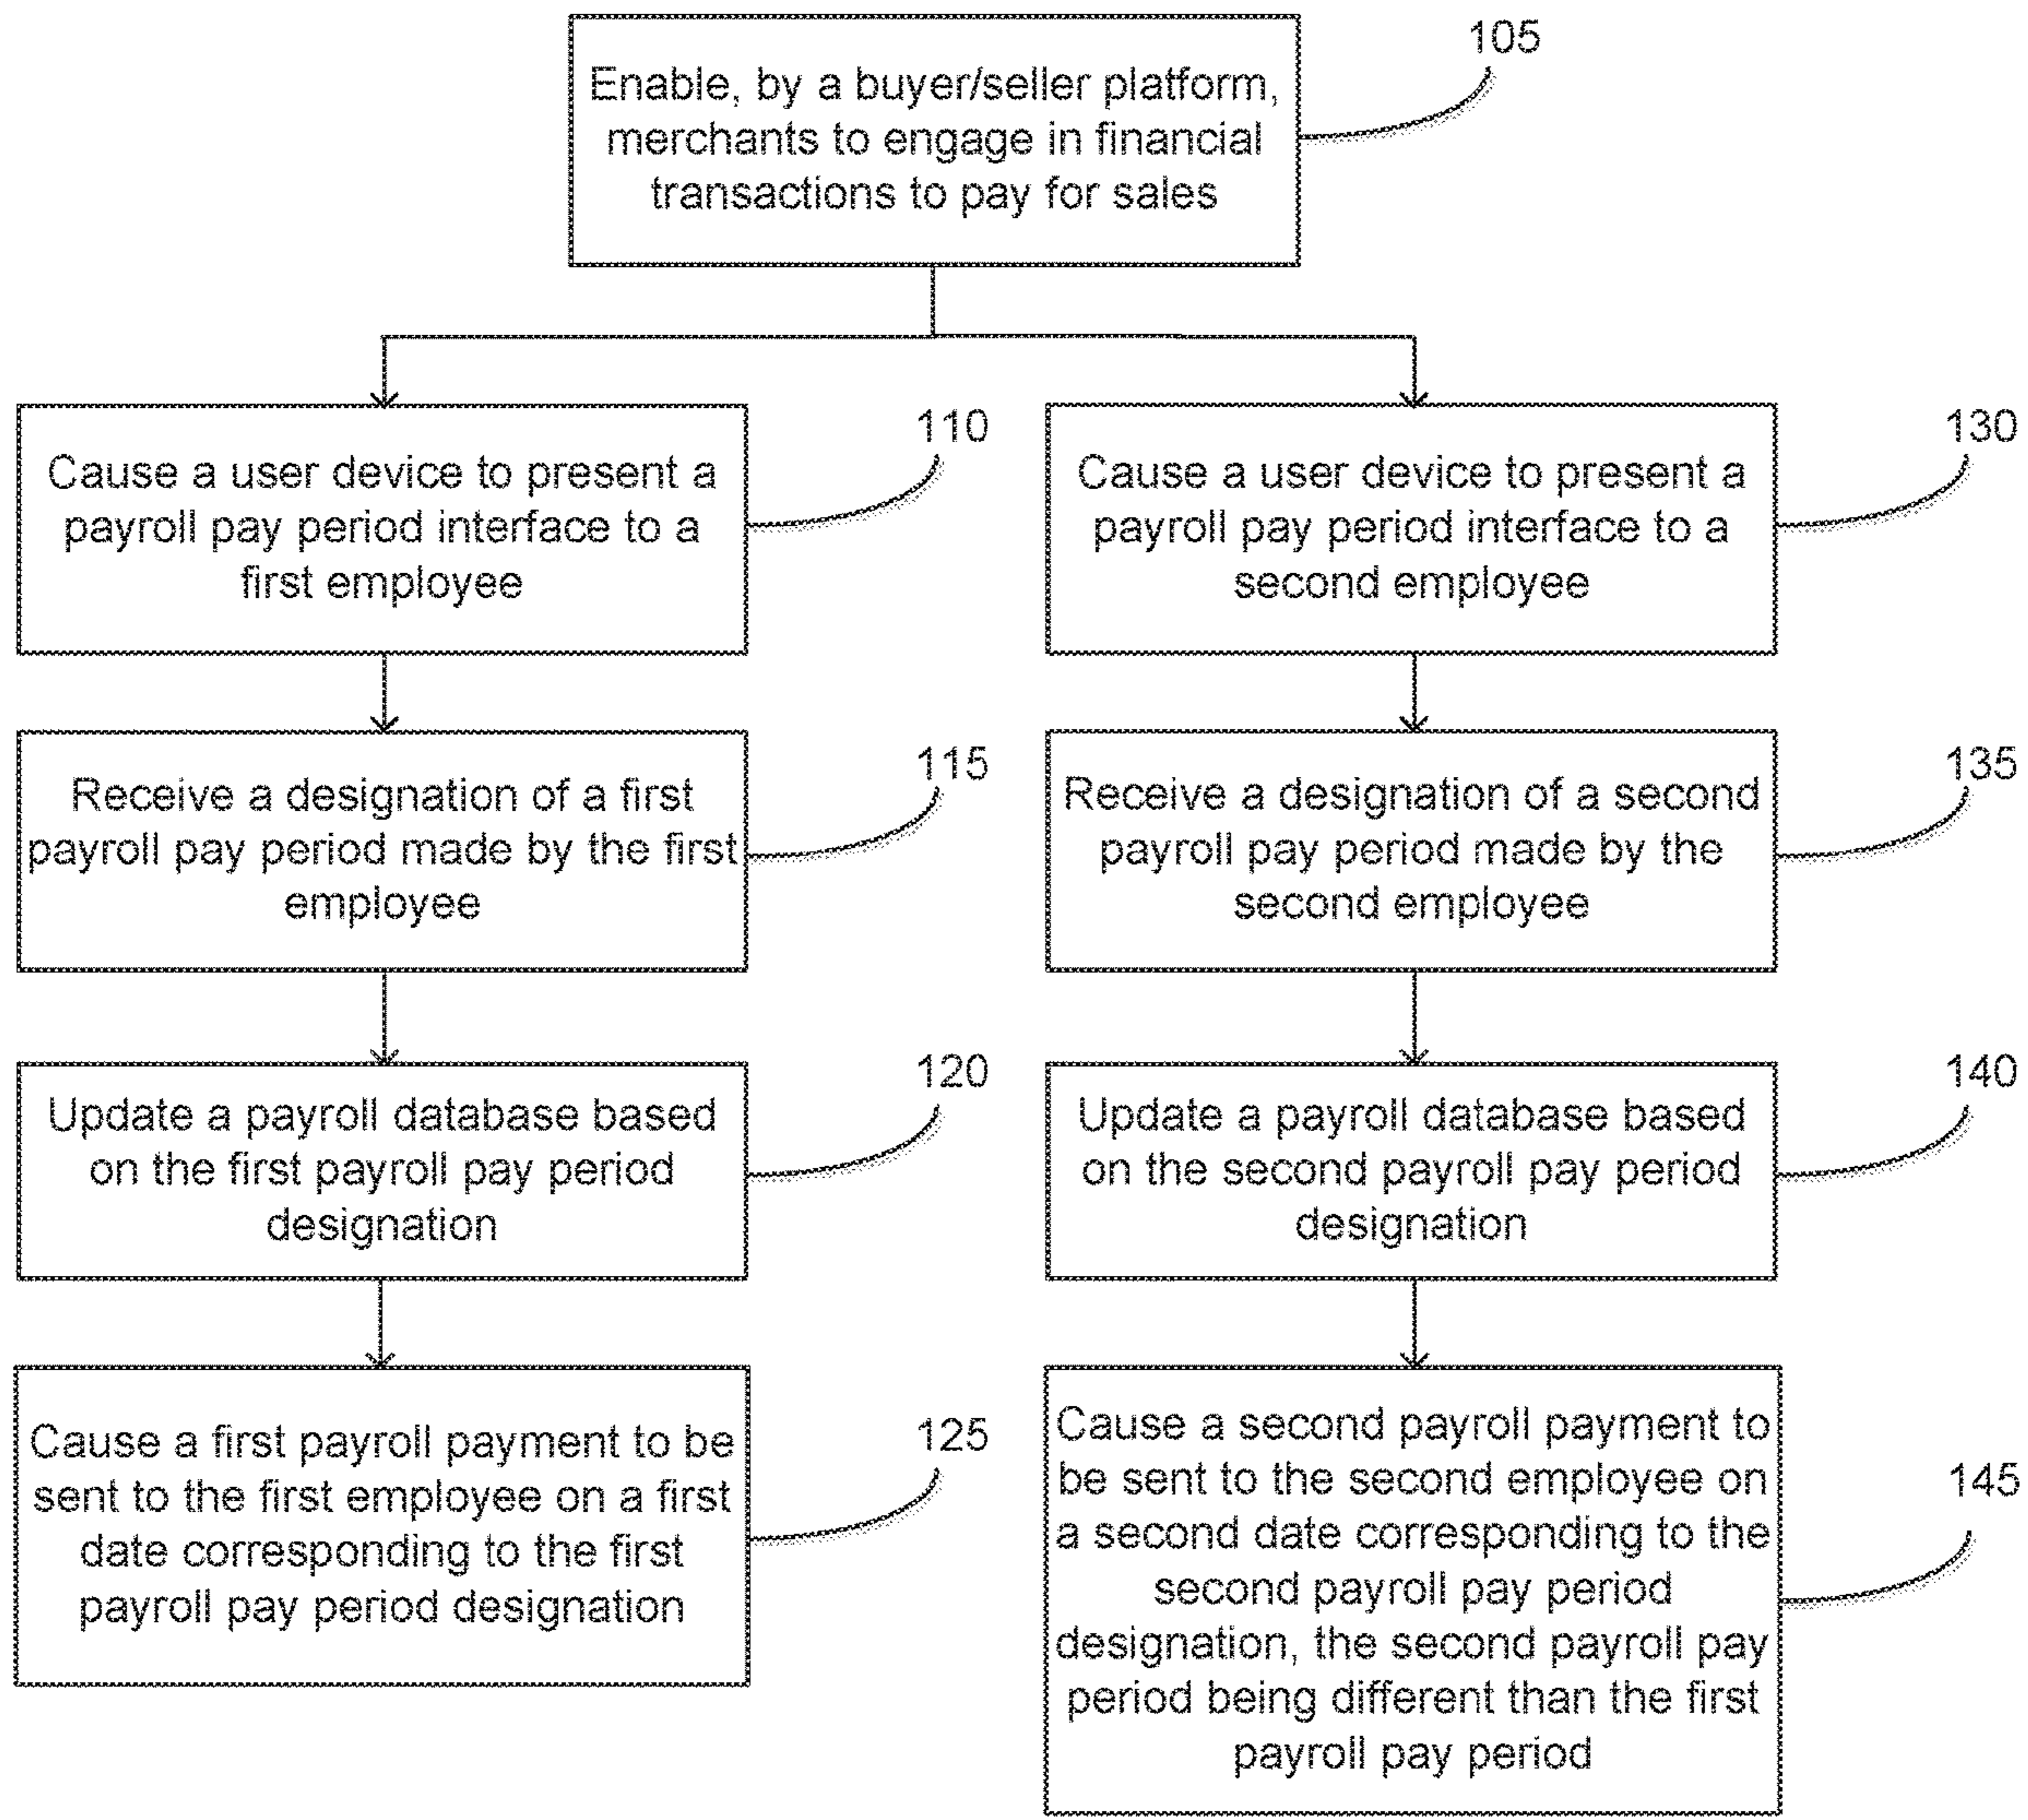 105
Enable, by a buyer/seller platform,
merchants to engage in financial
transactions to pay for sales
110
Cause a user device to present a
payroll pay period interface to a
first employee
130
Cause a user device to present a
payroll pay period interface to a
second employee
115
Receive a designation of a first
payroll pay period made by the first
employee
135
Receive a designation of a second
payroll pay period made by the
second employee
120
Update a payroll database based
on the first payroll pay period
designation
140
Update a payroll database based
on the second payroll pay period
designation
125
Cause a first payroll payment to be
sent to the first employee on a first
date corresponding to the first
payroll pay period designation
145
Cause a second payroll payment to
be sent to the second employee on
a second date corresponding to the
second payroll pay period
designation, the second payroll pay
period being different than the first
payroll pay period